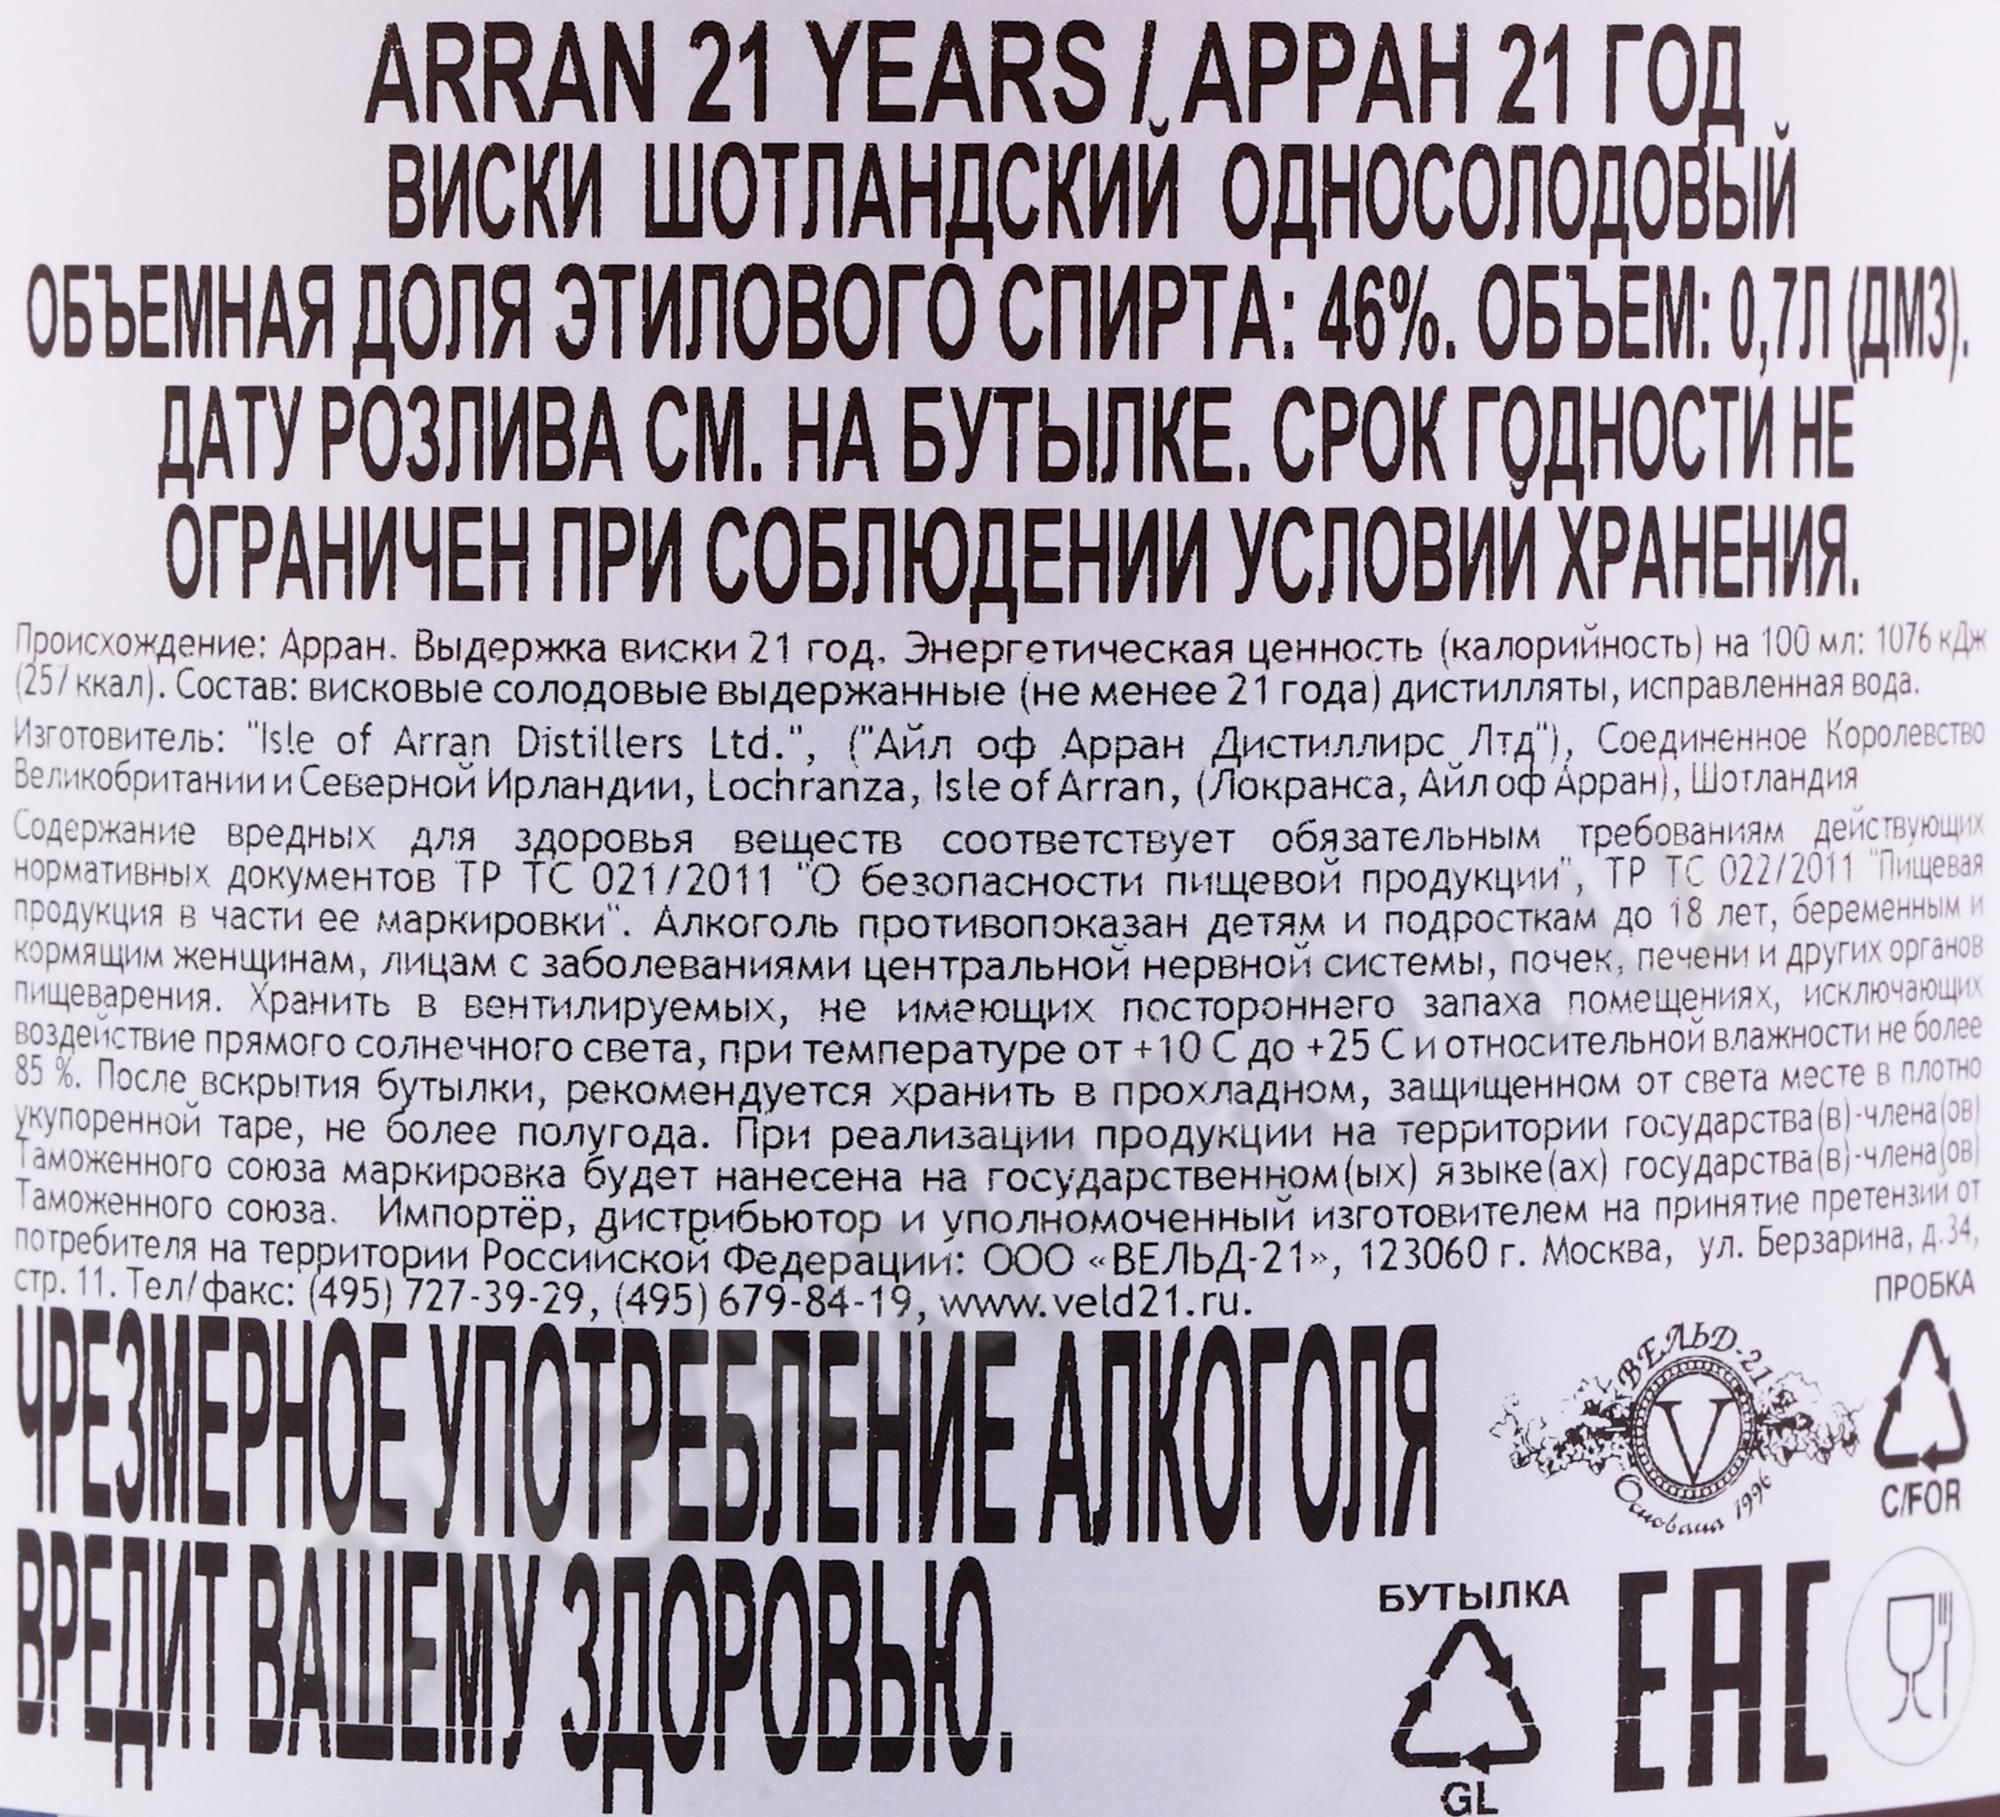 ARRAN 21 YEARS / АРРАН 21 ГОД
ВИСКИ ШОТЛАНДСКИЙ ОДНОСОЛОДОВЫЙ
ОБЪЕМНАЯ ДОЛЯ ЭТИЛОВОГО СПИРТА: 46%. ОБЪЕМ: 0,7Л (ДМ3).
ДАТУ РОЗЛИВА СМ. НА БУТЫЛКЕ. СРОК ГОДНОСТИ НЕ
ОГРАНИЧЕН ПРИ СОБЛЮДЕНИИ УСЛОВИЙ ХРАНЕНИЯ.
Происхождение: Арран. Выдержка виски 21 год. Энергетическая ценность (калорийность) на 100 мл: 1076 кДж
(257 ккал). Состав: висковые солодовые выдержанные (не менее 21 года) дистилляты, исправленная вода.
Изготовитель: "Isle of Arran Distillers Ltd.", ("Айл оф Арран Дистиллирс Лтд"), Соединенное Королевство
Великобритании и Северной Ирландии, Lochranza, Isle of Arran, (Локранса, Айл оф Арран), Шотландия
Содержание вредных для здоровья веществ соответствует обязательным требованиям действующих
нормативных документов ТР ТС 021/2011 "О безопасности пищевой продукции", ТР ТС 022/2011 "Пищевая
продукция в части ее маркировки". Алкоголь противопоказан детям и подросткам до 18 лет, беременным и
кормящим женщинам, лицам с заболеваниями центральной нервной системы, почек, печени и других органов
пищеварения. Хранить в вентилируемых, не имеющих постороннего запаха помещениях, исключающих
воздействие прямого солнечного света, при температуре от +10 С до +25 С и относительной влажности не более
85 %. После вскрытия бутылки, рекомендуется хранить в прохладном, защищенном от света месте в плотно
укупоренной таре, не более полугода. При реализации продукции на территории государства(в)-члена(ов)
Таможенного союза маркировка будет нанесена на государственном(ых) языке(ах) государства(в)-члена(ов)
Таможенного союза. Импортёр, дистрибьютор и уполномоченный изготовителем на принятие претензий от
потребителя на территории Российской Федерации: ООО «ВЕЛЬД-21», 123060 г. Москва, ул. Берзарина, д.34,
стр. 11. Тел/факс: (495) 727-39-29, (495) 679-84-19, www.veld21.ru.
ПРОБКА
ЧРЕЗМЕРНОЕ УПОТРЕБЛЕНИЕ АЛКОГОЛЯ
ВЕЛЬД-21
V
Основана 1996
C/FOR
ВРЕДИТ ВАШЕМУ ЗДОРОВЬЮ.
БУТЫЛКА
GL
EAC